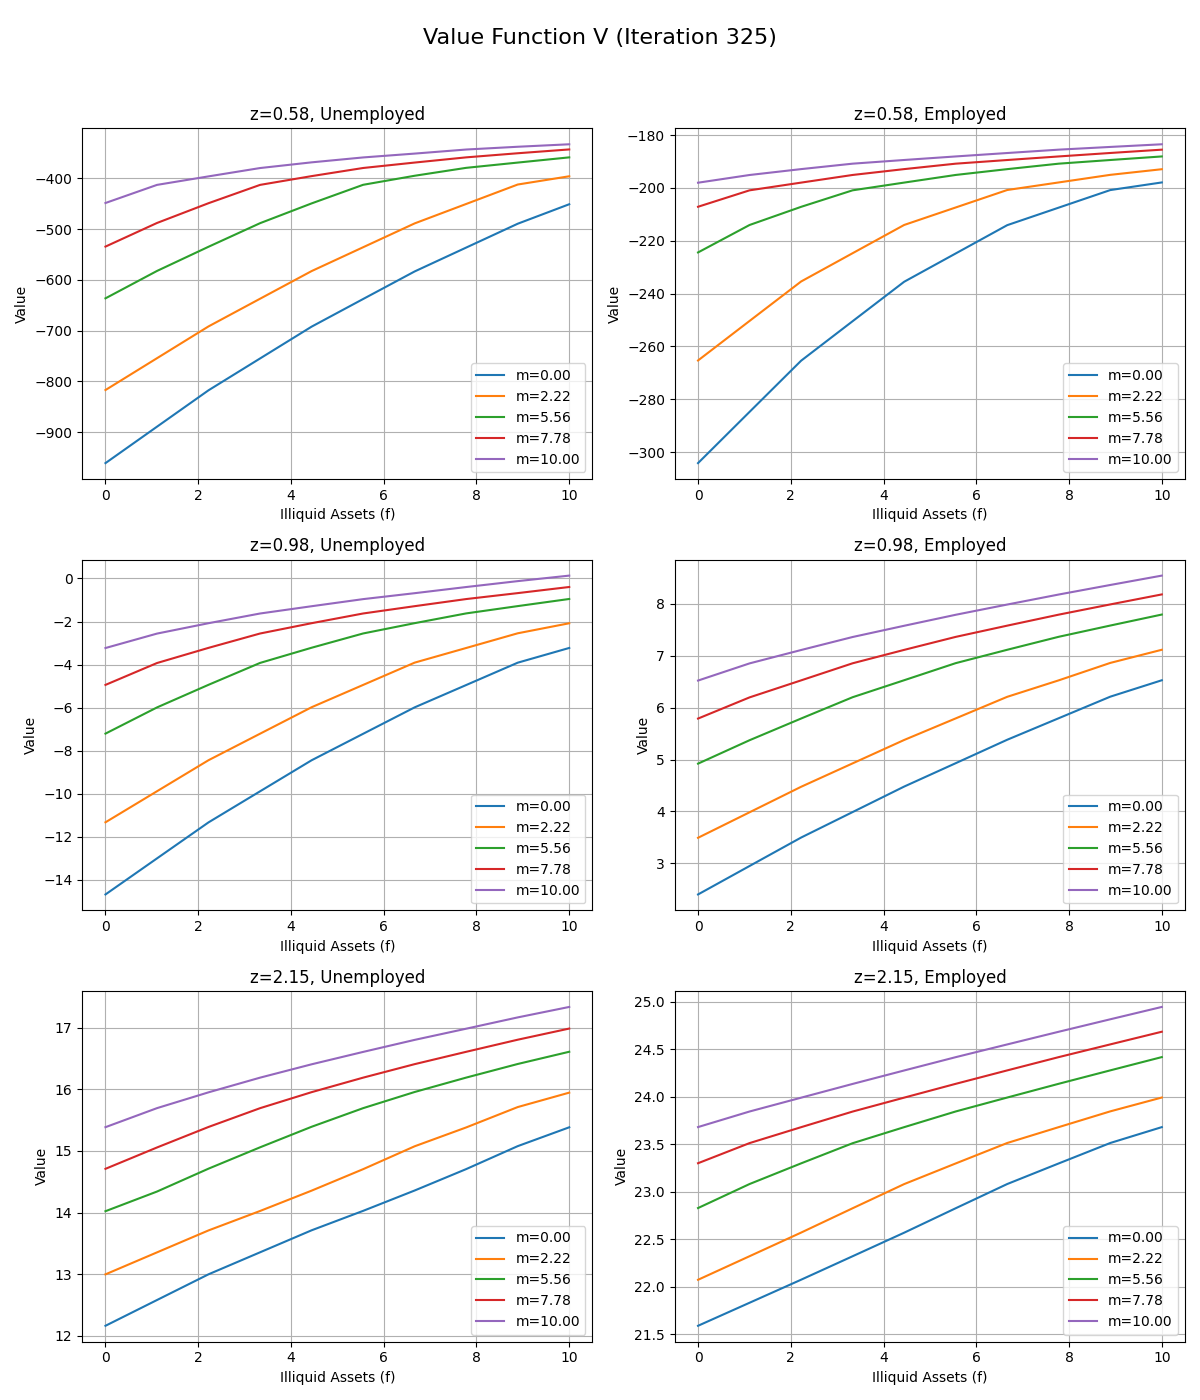 Value Function V (Iteration 325)
z=0.58, Unemployed
Value
−400
−500
−600
−700
−800
−900
0 2 4 6 8 10
Illiquid Assets (f)
m=0.00
m=2.22
m=5.56
m=7.78
m=10.00
z=0.58, Employed
Value
−180
−200
−220
−240
−260
−280
−300
0 2 4 6 8 10
Illiquid Assets (f)
m=0.00
m=2.22
m=5.56
m=7.78
m=10.00
z=0.98, Unemployed
Value
0
−2
−4
−6
−8
−10
−12
−14
0 2 4 6 8 10
Illiquid Assets (f)
m=0.00
m=2.22
m=5.56
m=7.78
m=10.00
z=0.98, Employed
Value
8
7
6
5
4
3
0 2 4 6 8 10
Illiquid Assets (f)
m=0.00
m=2.22
m=5.56
m=7.78
m=10.00
z=2.15, Unemployed
Value
17
16
15
14
13
12
0 2 4 6 8 10
Illiquid Assets (f)
m=0.00
m=2.22
m=5.56
m=7.78
m=10.00
z=2.15, Employed
Value
25.0
24.5
24.0
23.5
23.0
22.5
22.0
21.5
0 2 4 6 8 10
Illiquid Assets (f)
m=0.00
m=2.22
m=5.56
m=7.78
m=10.00